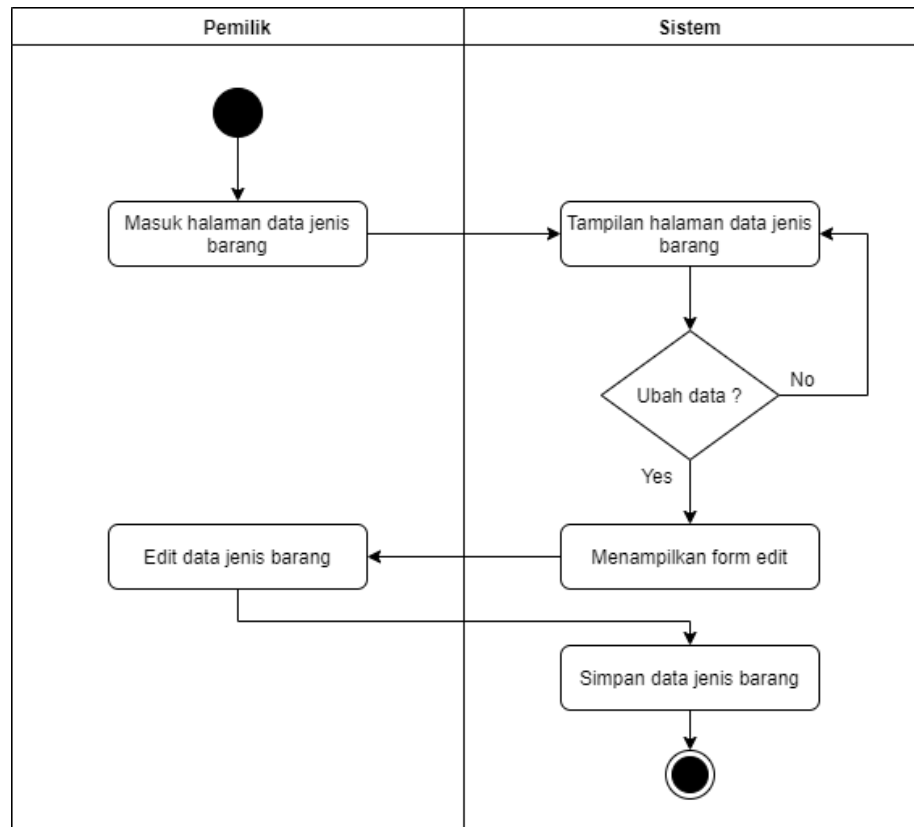 Pemilik
Sistem
Masuk halaman data jenis
barang
Tampilan halaman data jenis
barang
Ubah data ?
No
Yes
Edit data jenis barang
Menampilkan form edit
Simpan data jenis barang